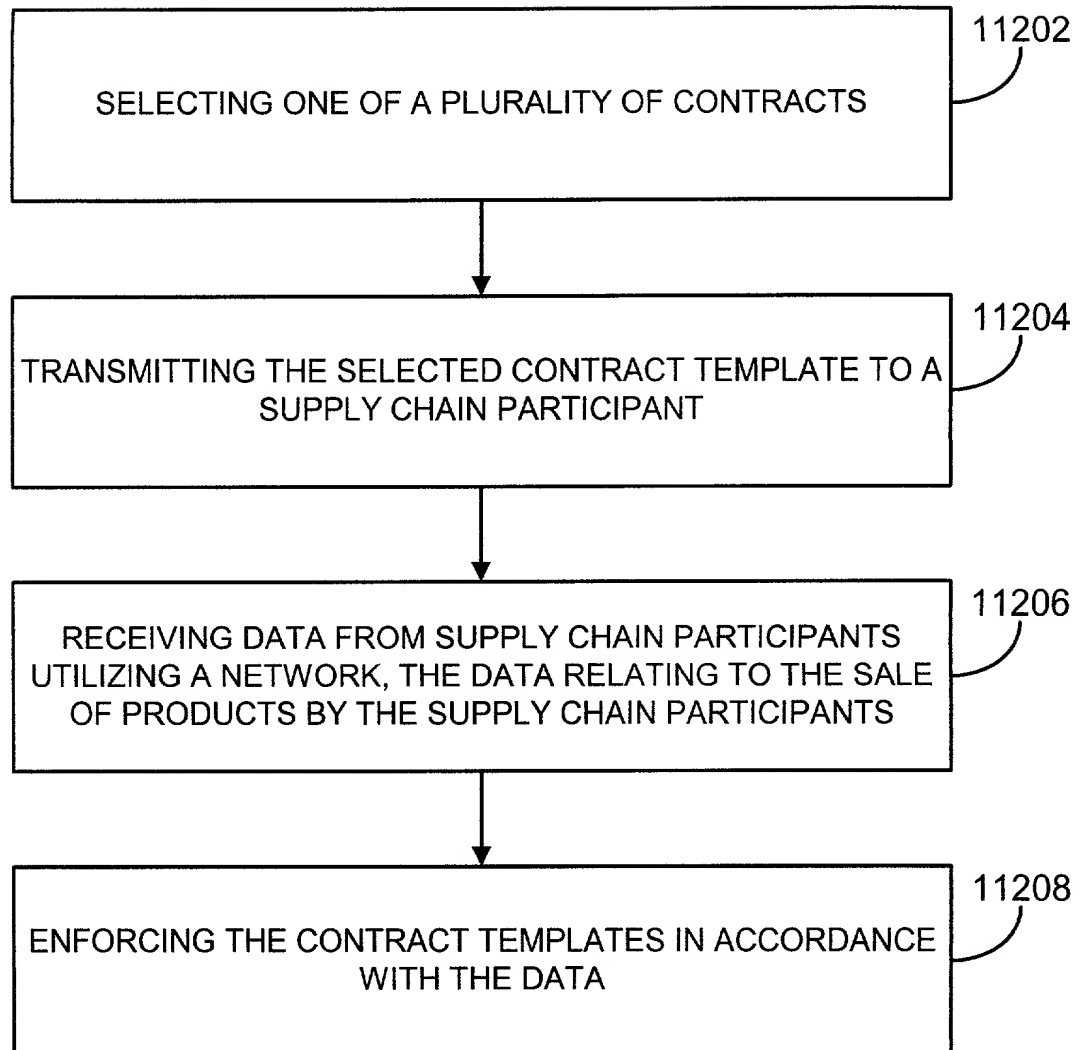 11202
SELECTING ONE OF A PLURALITY OF CONTRACTS
11204
TRANSMITTING THE SELECTED CONTRACT TEMPLATE TO A
SUPPLY CHAIN PARTICIPANT
11206
RECEIVING DATA FROM SUPPLY CHAIN PARTICIPANTS
UTILIZING A NETWORK, THE DATA RELATING TO THE SALE
OF PRODUCTS BY THE SUPPLY CHAIN PARTICIPANTS
11208
ENFORCING THE CONTRACT TEMPLATES IN ACCORDANCE
WITH THE DATA